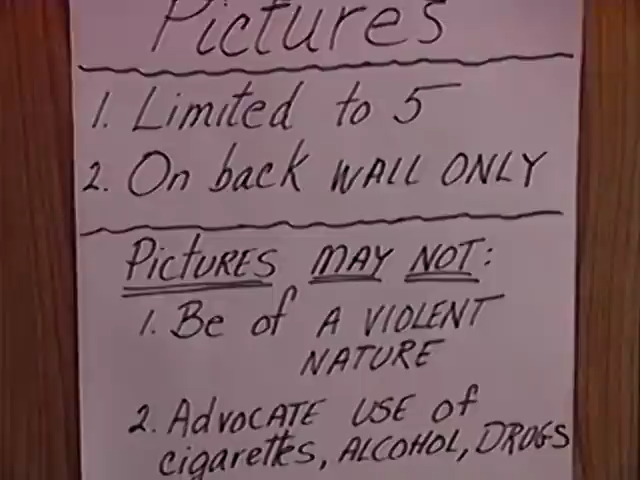 Pictures
1. Limited to 5
2. On back WALL ONLY
PictURES MAY NOT:
1. Be of A VIOLENT
NATURE
2. AdvOCATE USE of
cigarettes, ALCOHOL, DRUGS